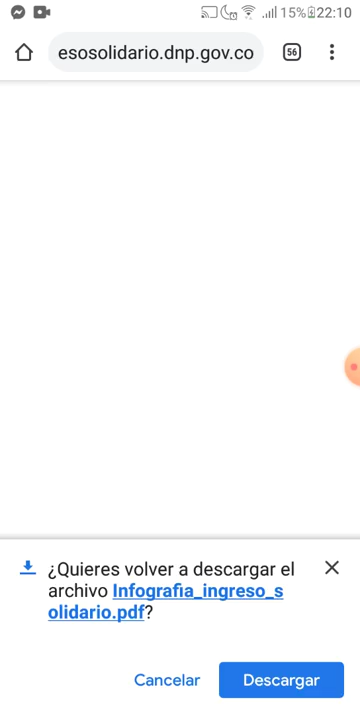 15% 22:10
esosolidario.dnp.gov.co 56
¿Quieres volver a descargar el
archivo Infografia_ingreso_s
olidario.pdf?
Cancelar Descargar